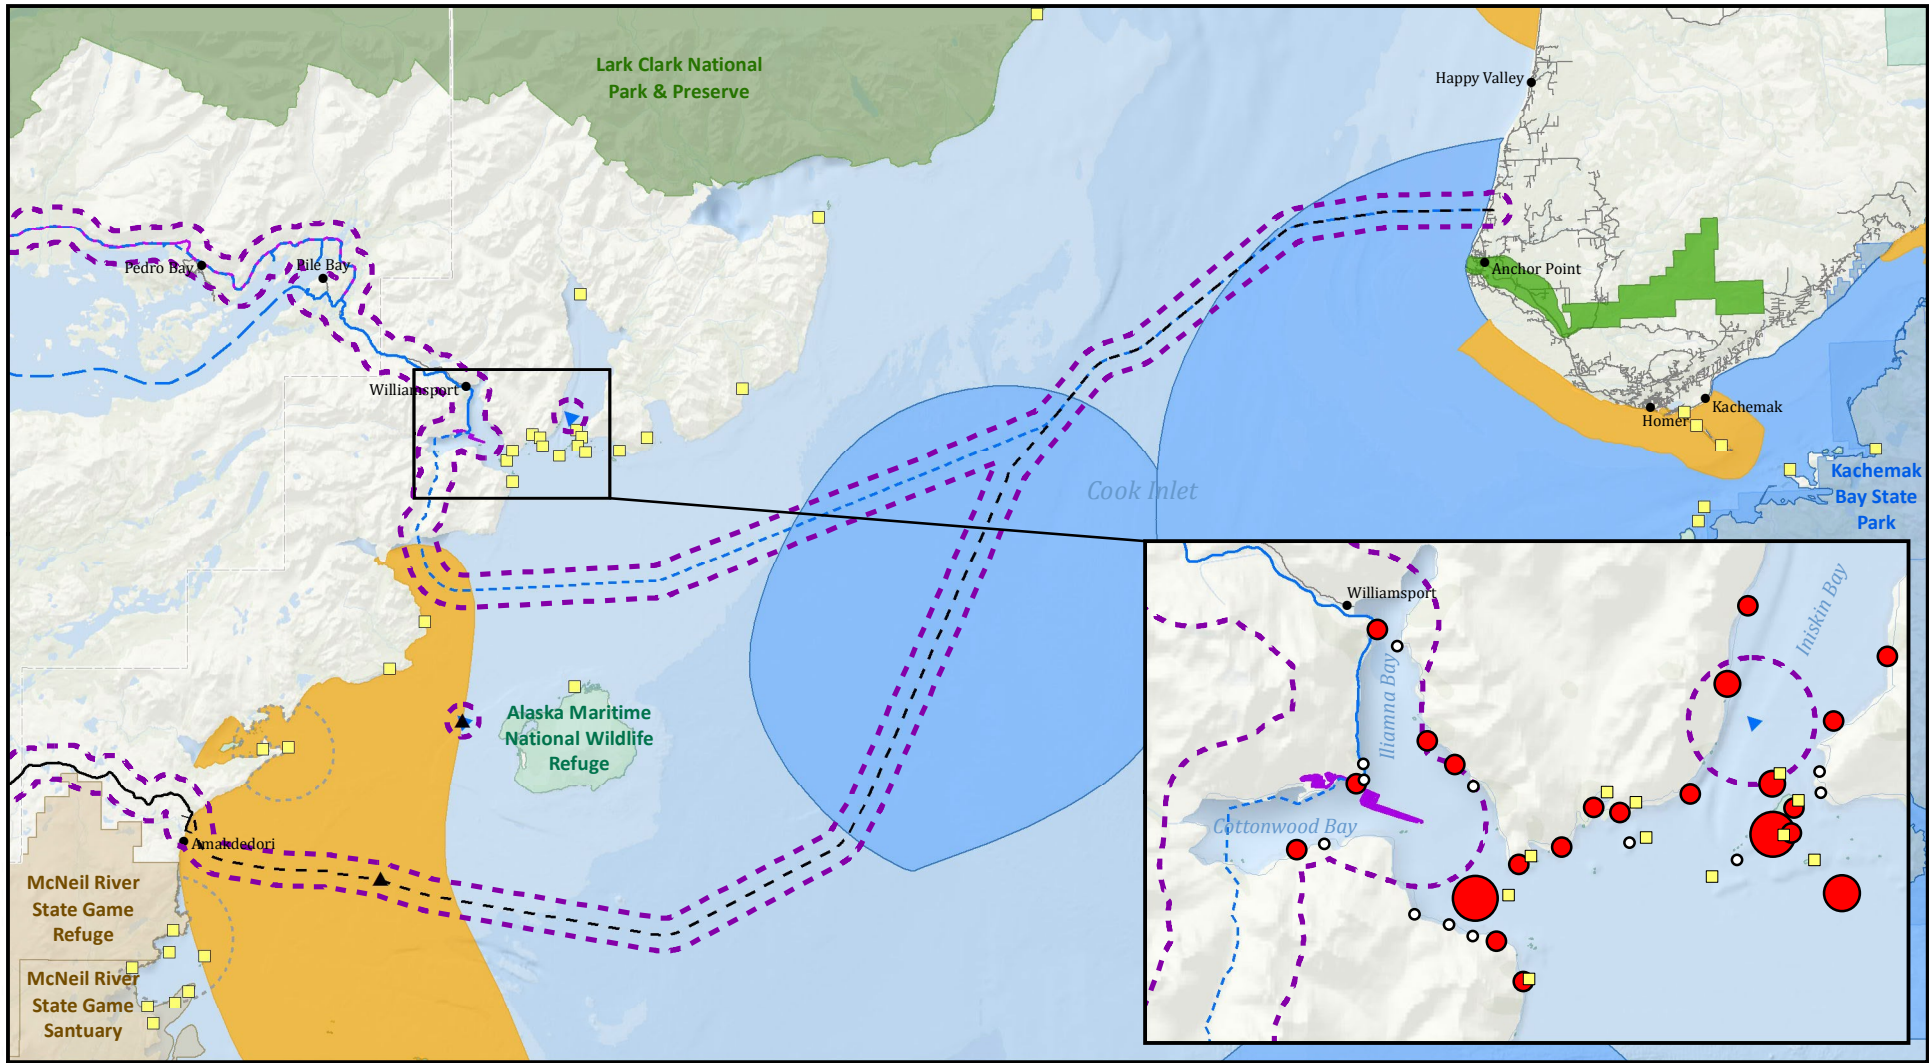 Lark Clark National
Park & Preserve
Happy Valley
Pedro Bay
Pile Bay
Anchor Point
Williamsport
Kachemak
Homer
Cook Inlet
Kachemak
Bay State
Park
Alaska Maritime
National Wildlife
Refuge
Amakdedori
McNeil River
State Game
Refuge
McNeil River
State Game
Santuary
Williamsport
Iniskin Bay
Iliamna Bay
Cottonwood Bay